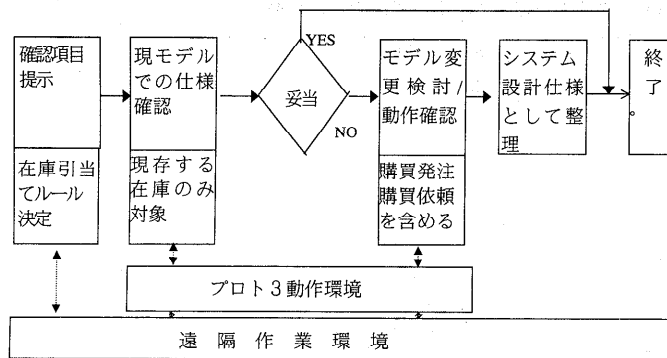 確認項目
提示
在庫引当
てルール
決定
現モデル
での仕様
確認
現存する
在庫のみ
対象
妥当
YES
NO
モデル変
更検討/
動作確認
購買発注
購買依頼
を含める
システム
設計仕様
として整
理
終
了
。
プロト3動作環境
遠隔作業環境